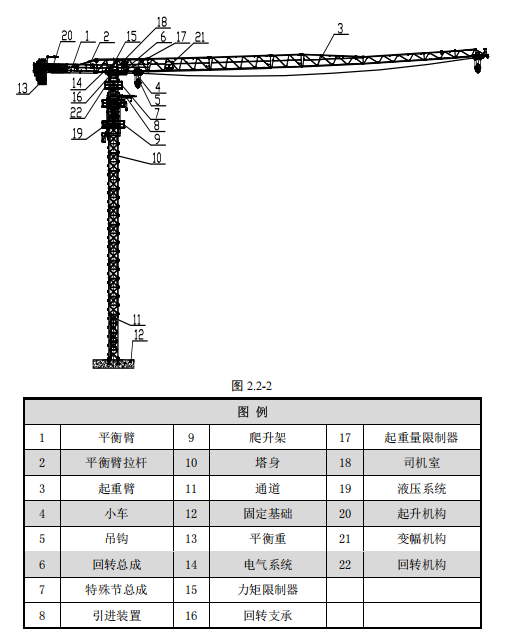 18
20 1 2 15 6 17 21 3
14
13 16 4
5
22 7
8
19 9
10
11
12
图 2.2-2
图 例
1 平衡臂 9 爬升架 17 起重量限制器
2 平衡臂拉杆 10 塔身 18 司机室
3 起重臂 11 通道 19 液压系统
4 小车 12 固定基础 20 起升机构
5 吊钩 13 平衡重 21 变幅机构
6 回转总成 14 电气系统 22 回转机构
7 特殊节总成 15 力矩限制器
8 引进装置 16 回转支承